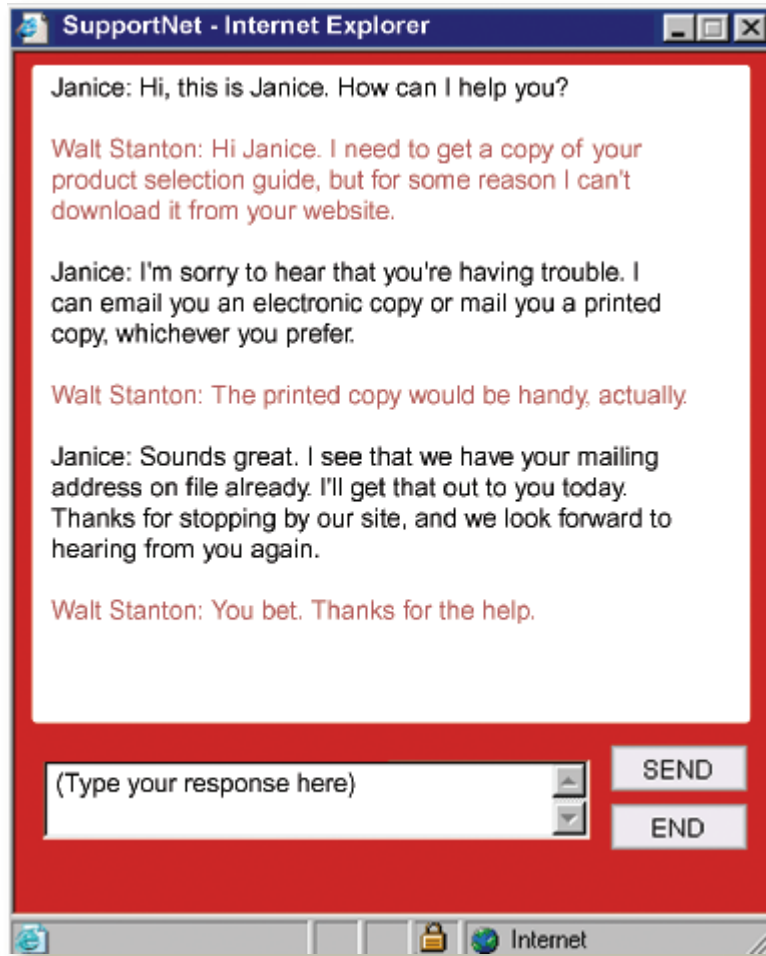 SupportNet - Internet Explorer
Janice: Hi, this is Janice. How can I help you?
Walt Stanton: Hi Janice. I need to get a copy of your
product selection guide, but for some reason I can't
download it from your website.
Janice: I'm sorry to hear that you're having trouble. I
can email you an electronic copy or mail you a printed
copy, whichever you prefer.
Walt Stanton: The printed copy would be handy, actually.
Janice: Sounds great. I see that we have your mailing
address on file already. I'll get that out to you today.
Thanks for stopping by our site, and we look forward to
hearing from you again.
Walt Stanton: You bet. Thanks for the help.
(Type your response here)
SEND
END
Internet